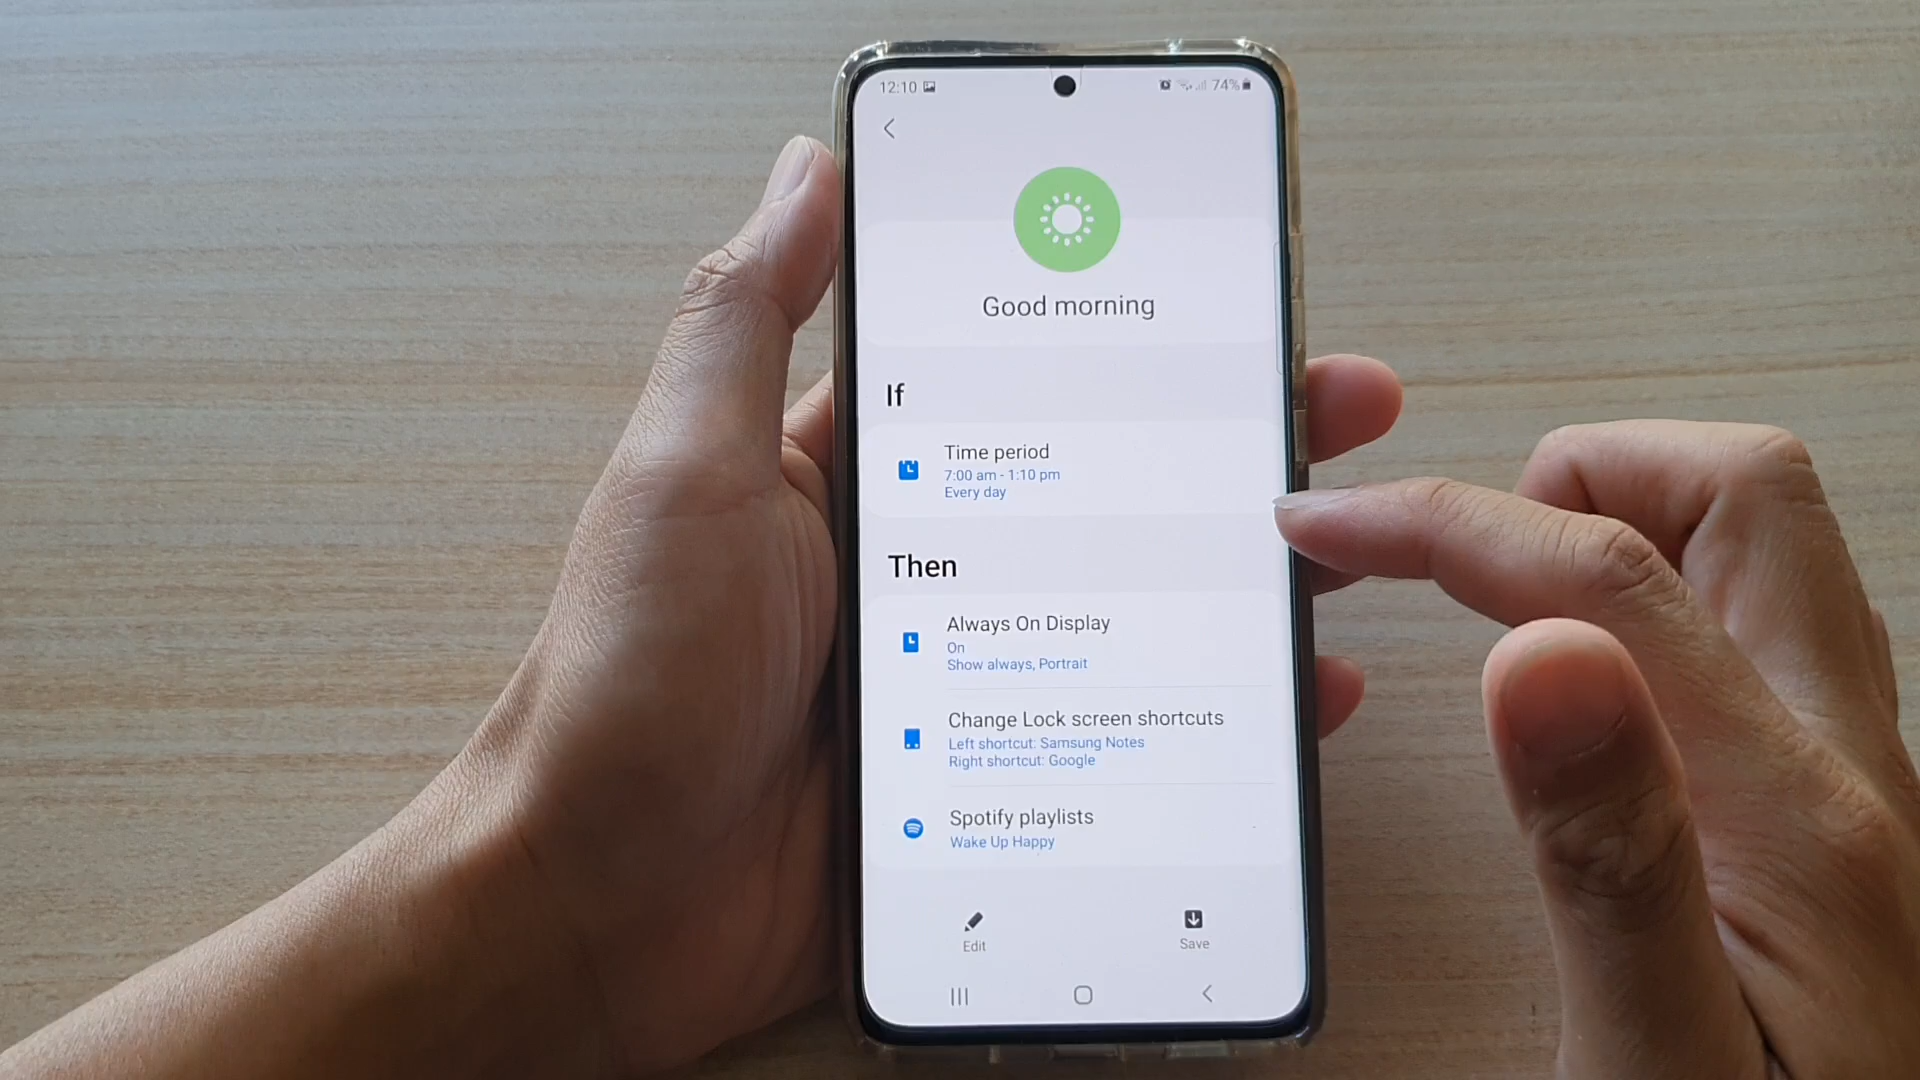 12:10 74%
Good morning
If
Time period
7:00 am - 1:10 pm
Every day
Then
Always On Display
On
Show always, Portrait
Change Lock screen shortcuts
Left shortcut: Samsung Notes
Right shortcut: Google
Spotify playlists
Wake Up Happy
Edit Save